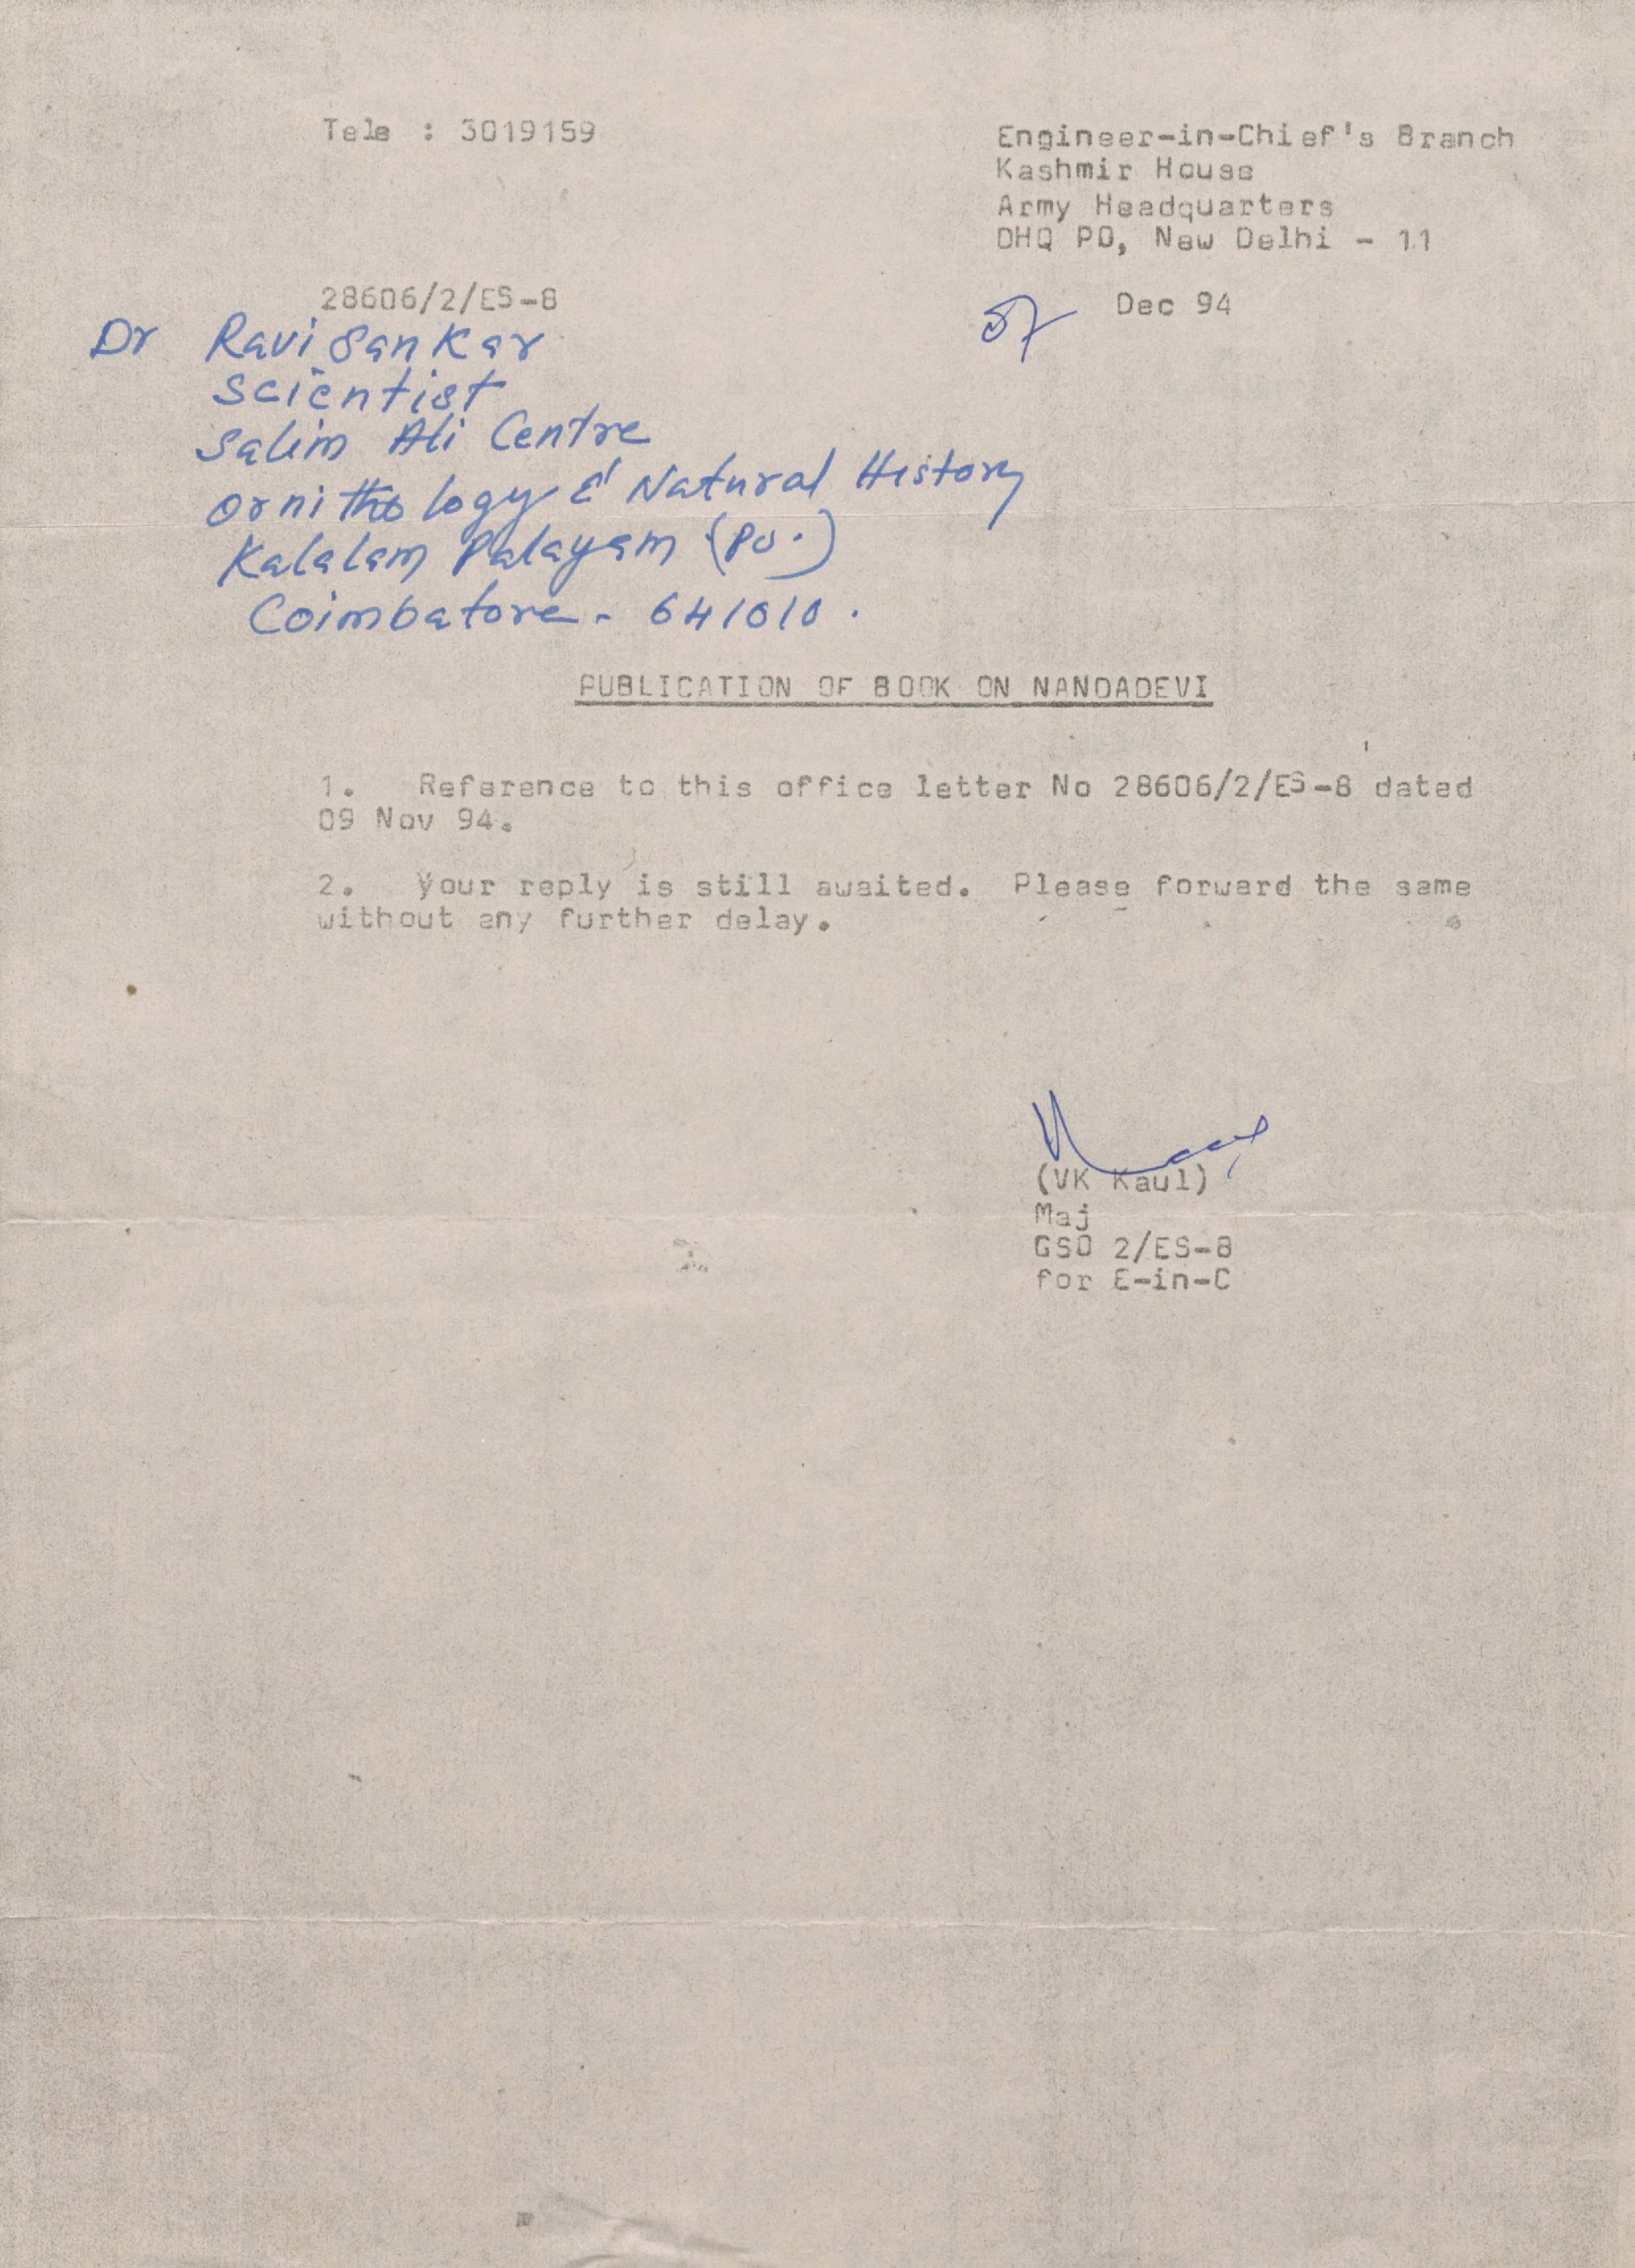 Tele : 3019159
Engineer-in-Chief's Branch
Kashmir House
Army Headquarters
DHQ PO, New Delhi - 11
28606/2/ES-8
07 Dec 94
Dr Ravi Sankar
Scientist
Salim Ali Centre
Ornithology & Natural History
Kalalam Palayam (PO.)
Coimbatore - 641010.
PUBLICATION OF BOOK ON NANDADEVI
1. Reference to this office letter No 28606/2/ES-8 dated
09 Nov 94.
2. Your reply is still awaited. Please forward the same
without any further delay.
(VK Kaul)
Maj
GSO 2/ES-8
for E-in-C